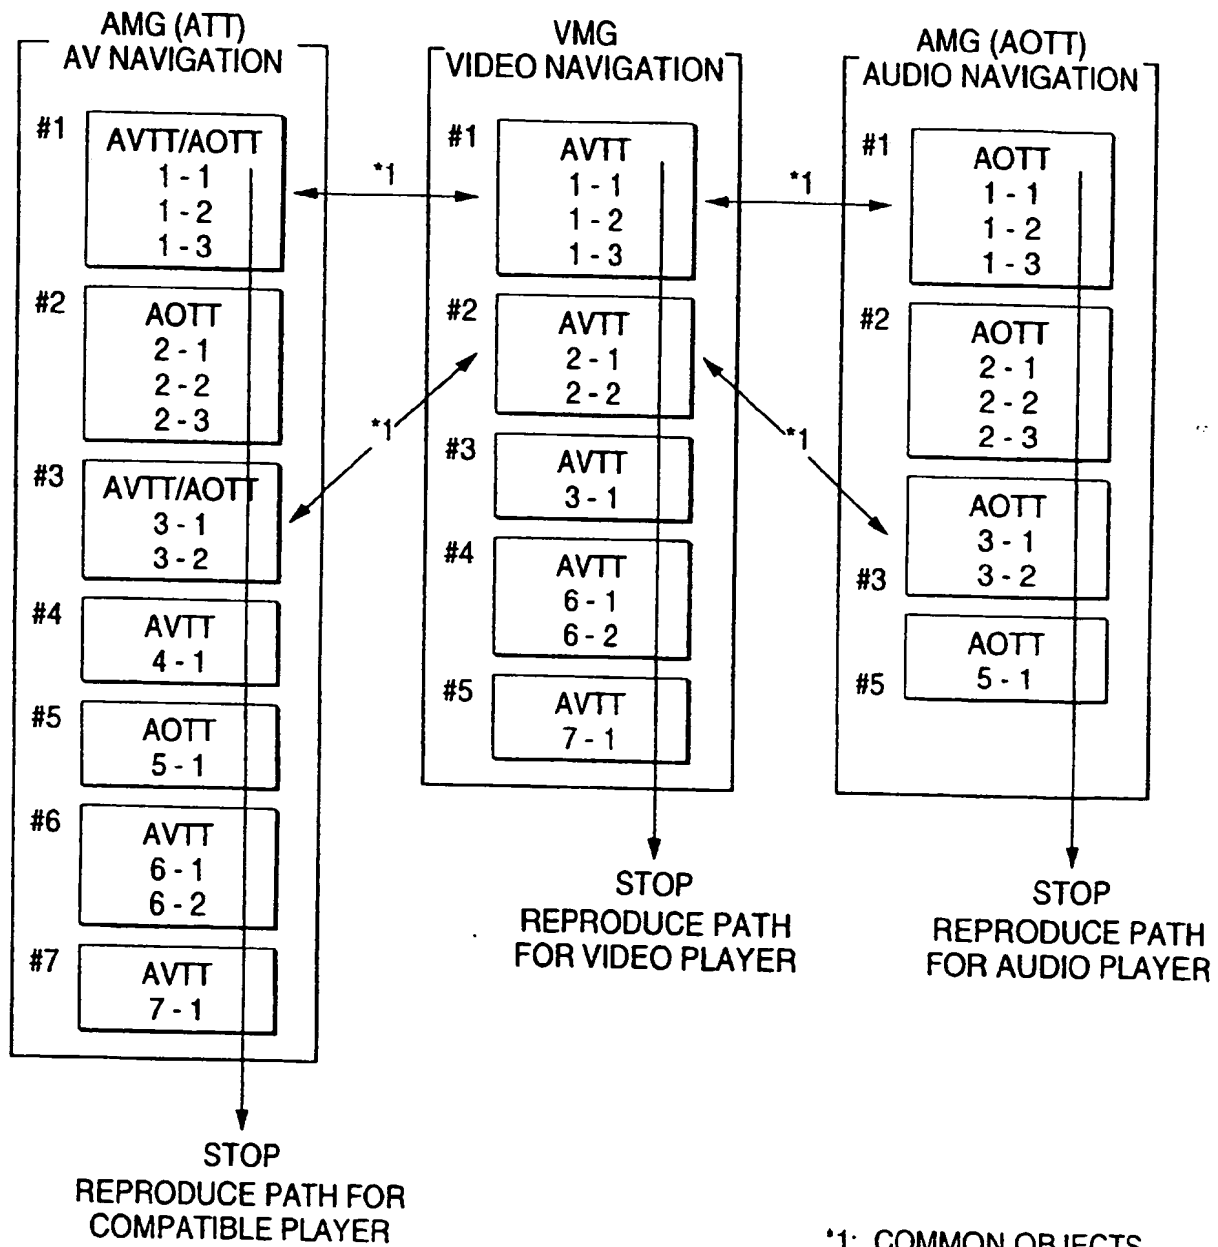 AMG (ATT)
AV NAVIGATION
#1
AVTT/AOTT
1 - 1
1 - 2
1 - 3
#2
AOTT
2 - 1
2 - 2
2 - 3
#3
AVTT/AOTT
3 - 1
3 - 2
#4
AVTT
4 - 1
#5
AOTT
5 - 1
#6
AVTT
6 - 1
6 - 2
#7
AVTT
7 - 1
STOP
REPRODUCE PATH FOR
COMPATIBLE PLAYER
*1
*1
VMG
VIDEO NAVIGATION
#1
AVTT
1 - 1
1 - 2
1 - 3
#2
AVTT
2 - 1
2 - 2
#3
AVTT
3 - 1
#4
AVTT
6 - 1
6 - 2
#5
AVTT
7 - 1
STOP
REPRODUCE PATH
FOR VIDEO PLAYER
*1
*1
AMG (AOTT)
AUDIO NAVIGATION
#1
AOTT
1 - 1
1 - 2
1 - 3
#2
AOTT
2 - 1
2 - 2
2 - 3
#3
AOTT
3 - 1
3 - 2
#5
AOTT
5 - 1
STOP
REPRODUCE PATH
FOR AUDIO PLAYER
*1: COMMON OBJECTS